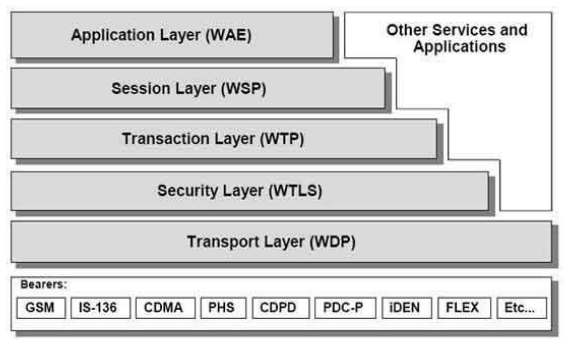 Application Layer (WAE)
Other Services and
Applications
Session Layer (WSP)
Transaction Layer (WTP)
Security Layer (WTLS)
Transport Layer (WDP)
Bearers:
GSM IS-136 CDMA PHS CDPD PDC-P iDEN FLEX Etc...